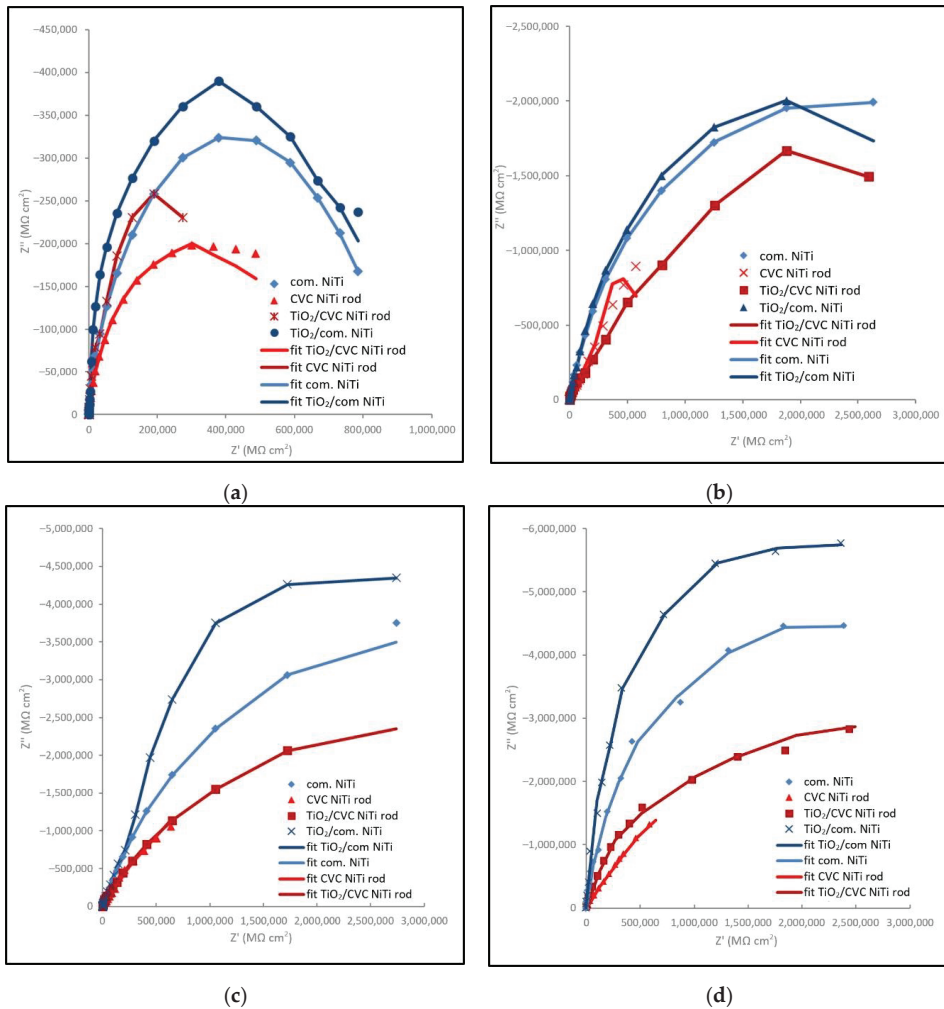 −450,000
−400,000
−350,000
−300,000
−250,000
−200,000
−150,000
−100,000
−50,000
0
Z'' (MΩ cm²)
0 200,000 400,000 600,000 800,000 1,000,000
Z' (MΩ cm²)
com. NiTi
CVC NiTi rod
TiO₂/CVC NiTi rod
TiO₂/com. NiTi
fit TiO₂/CVC NiTi rod
fit CVC NiTi rod
fit com. NiTi
fit TiO₂/com NiTi
(a)
−2,500,000
−2,000,000
−1,500,000
−1,000,000
−500,000
0
Z'' (MΩ cm²)
0 500,000 1,000,000 1,500,000 2,000,000 2,500,000 3,000,000
Z' (MΩ cm²)
com. NiTi
CVC NiTi rod
TiO₂/CVC NiTi rod
TiO₂/com. NiTi
fit TiO₂/CVC NiTi rod
fit CVC NiTi rod
fit com. NiTi
fit TiO₂/com NiTi
(b)
−5,000,000
−4,500,000
−4,000,000
−3,500,000
−3,000,000
−2,500,000
−2,000,000
−1,500,000
−1,000,000
−500,000
0
Z'' (MΩ cm²)
0 500,000 1,000,000 1,500,000 2,000,000 2,500,000 3,000,000
Z' (MΩ cm²)
com. NiTi
CVC NiTi rod
TiO₂/CVC NiTi rod
TiO₂/com. NiTi
fit TiO₂/com NiTi
fit com. NiTi
fit CVC NiTi rod
fit TiO₂/CVC NiTi rod
(c)
−6,000,000
−5,000,000
−4,000,000
−3,000,000
−2,000,000
−1,000,000
0
Z'' (MΩ cm²)
0 500,000 1,000,000 1,500,000 2,000,000 2,500,000 3,000,000
Z' (MΩ cm²)
com. NiTi
CVC NiTi rod
TiO₂/CVC NiTi rod
TiO₂/com. NiTi
fit TiO₂/com NiTi
fit com. NiTi
fit CVC NiTi rod
fit TiO₂/CVC NiTi rod
(d)